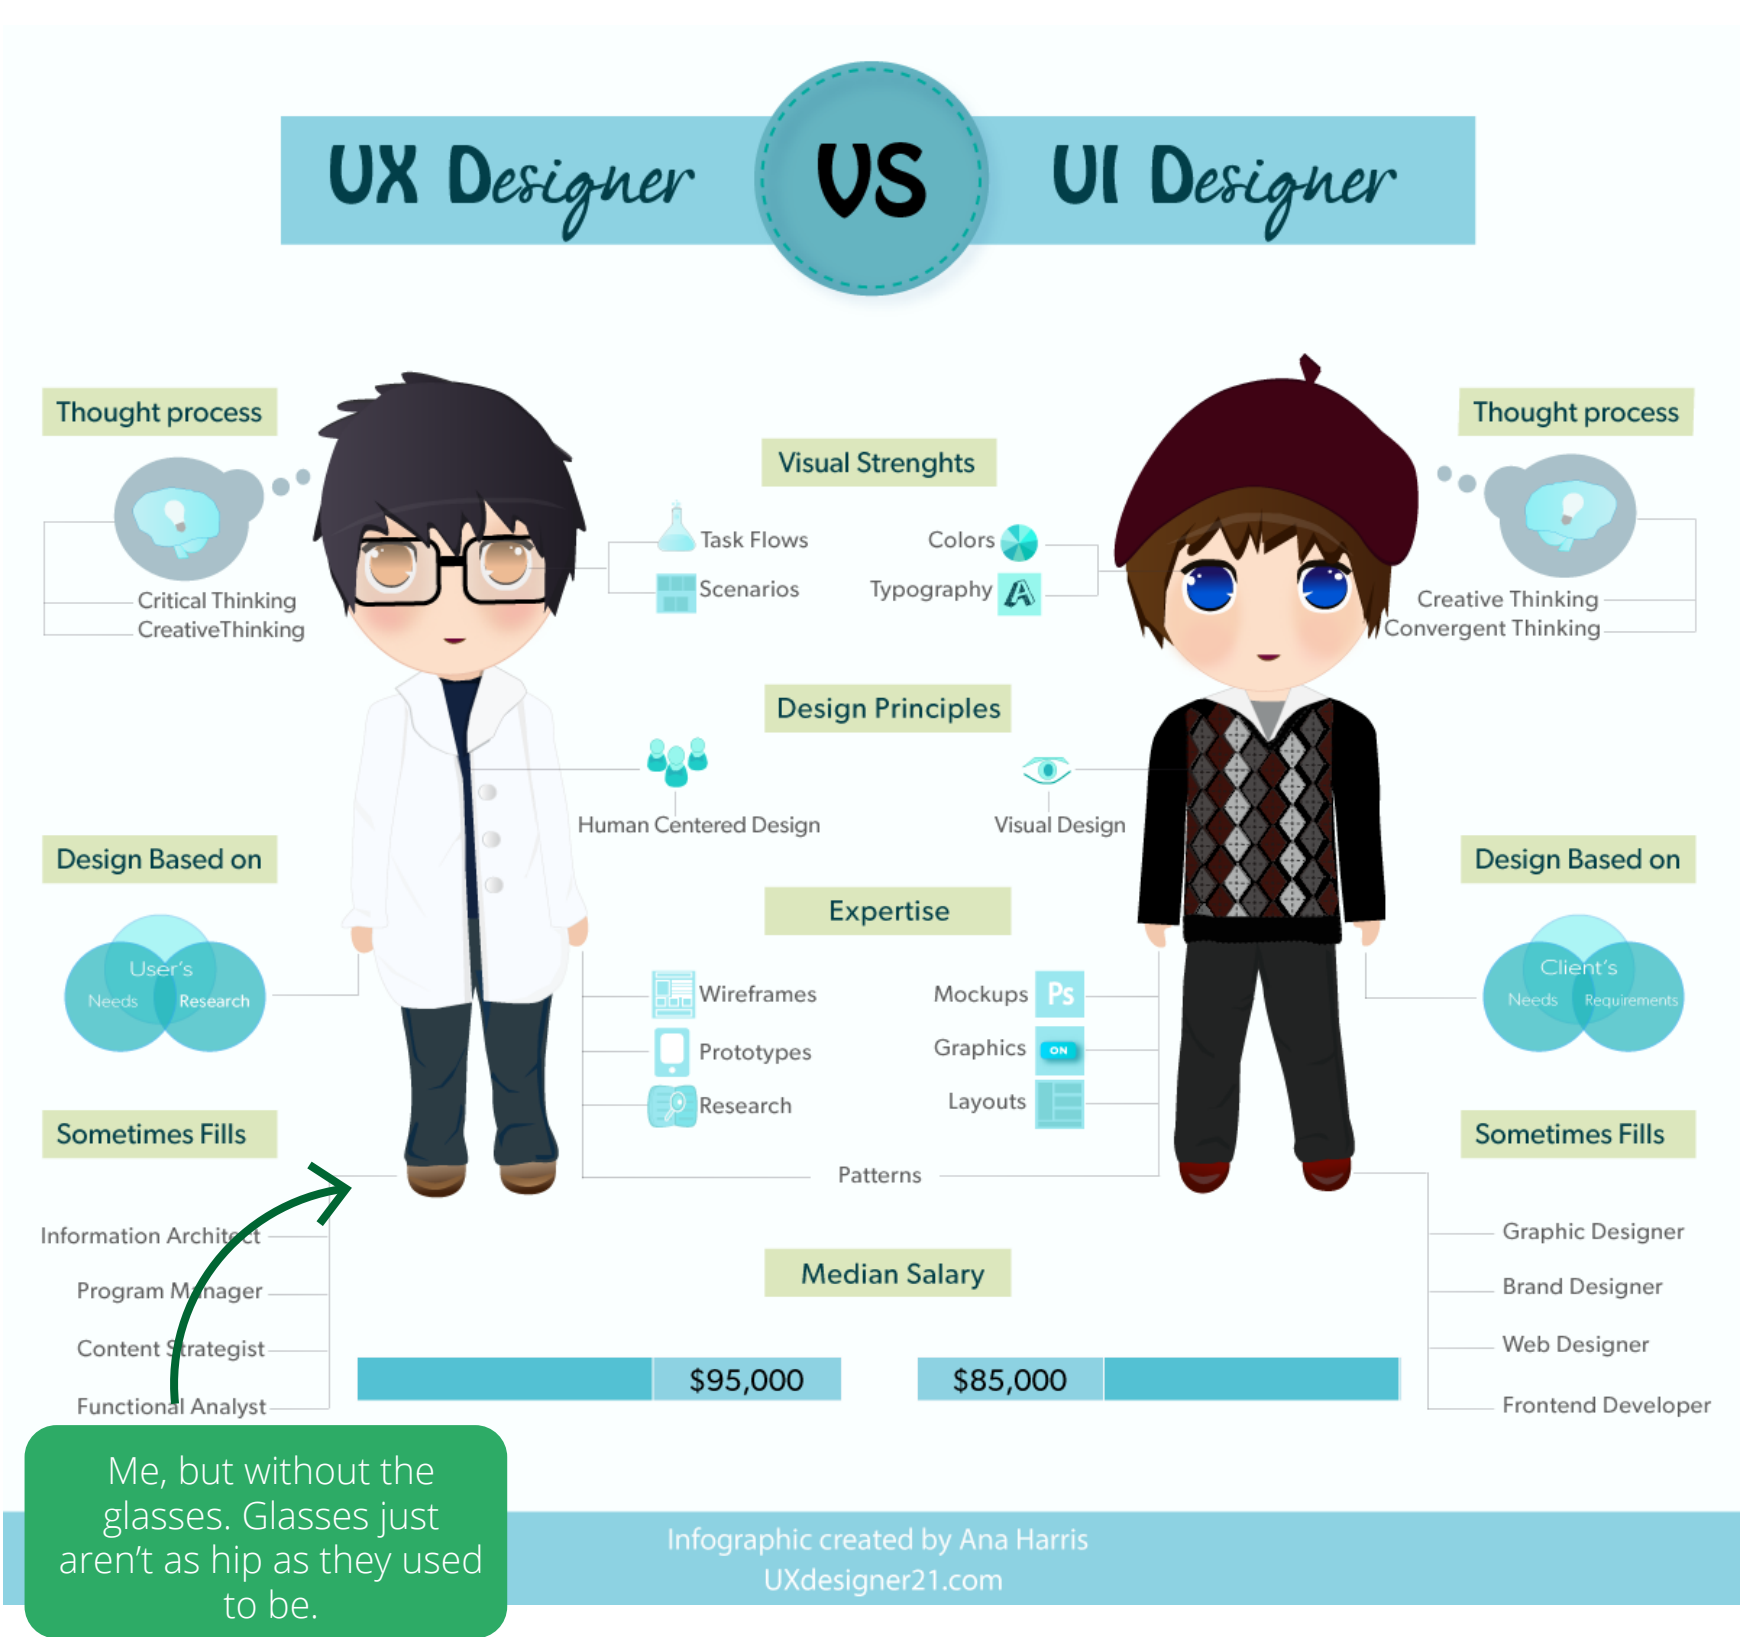 UX Designer
VS
UI Designer
Thought process
Critical Thinking
CreativeThinking
Visual Strenghts
Task Flows
Scenarios
Colors
Typography
A
Thought process
Creative Thinking
Convergent Thinking
Design Principles
Human Centered Design
Visual Design
Design Based on
User's
Needs
Research
Expertise
Wireframes
Prototypes
Research
Mockups
Ps
Graphics
ON
Layouts
Patterns
Design Based on
Client's
Needs
Requirements
Sometimes Fills
Information Architect
Program Manager
Content Strategist
Functional Analyst
Sometimes Fills
Graphic Designer
Brand Designer
Web Designer
Frontend Developer
Median Salary
$95,000
$85,000
Me, but without the
glasses. Glasses just
aren't as hip as they used
to be.
Infographic created by Ana Harris
UXdesigner21.com